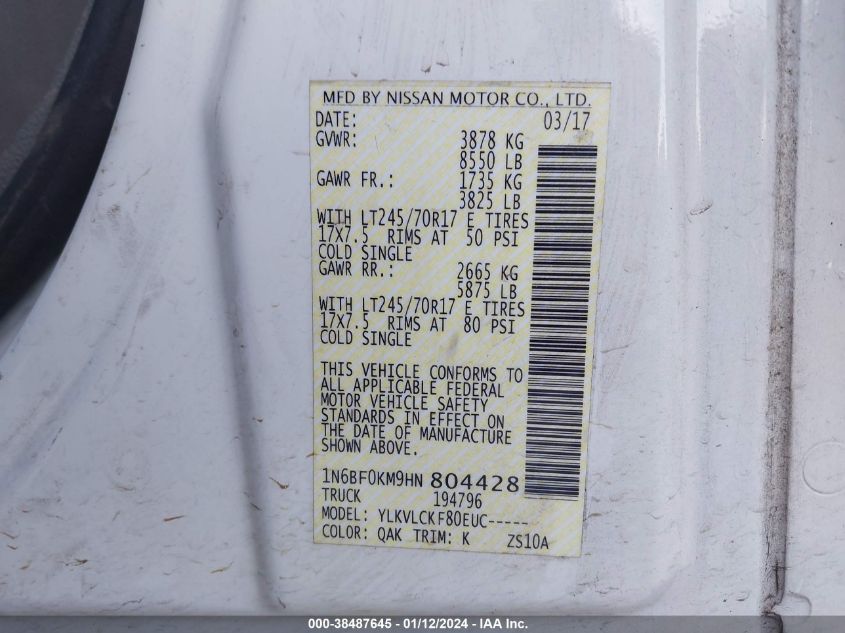 MFD BY NISSAN MOTOR CO., LTD.
DATE: 03/17
GVWR: 3878 KG
8550 LB
GAWR FR.: 1735 KG
3825 LB
WITH LT245/70R17 E TIRES
17X7.5 RIMS AT 50 PSI
COLD SINGLE
GAWR RR.: 2665 KG
5875 LB
WITH LT245/70R17 E TIRES
17X7.5 RIMS AT 80 PSI
COLD SINGLE
THIS VEHICLE CONFORMS TO
ALL APPLICABLE FEDERAL
MOTOR VEHICLE SAFETY
STANDARDS IN EFFECT ON
THE DATE OF MANUFACTURE
SHOWN ABOVE.
1N6BF0KM9HN 804428
TRUCK 194796
MODEL: YLKVLCKF80EUC-----
COLOR: QAK TRIM: K ZS10A
000-38487645 - 01/12/2024 - IAA Inc.